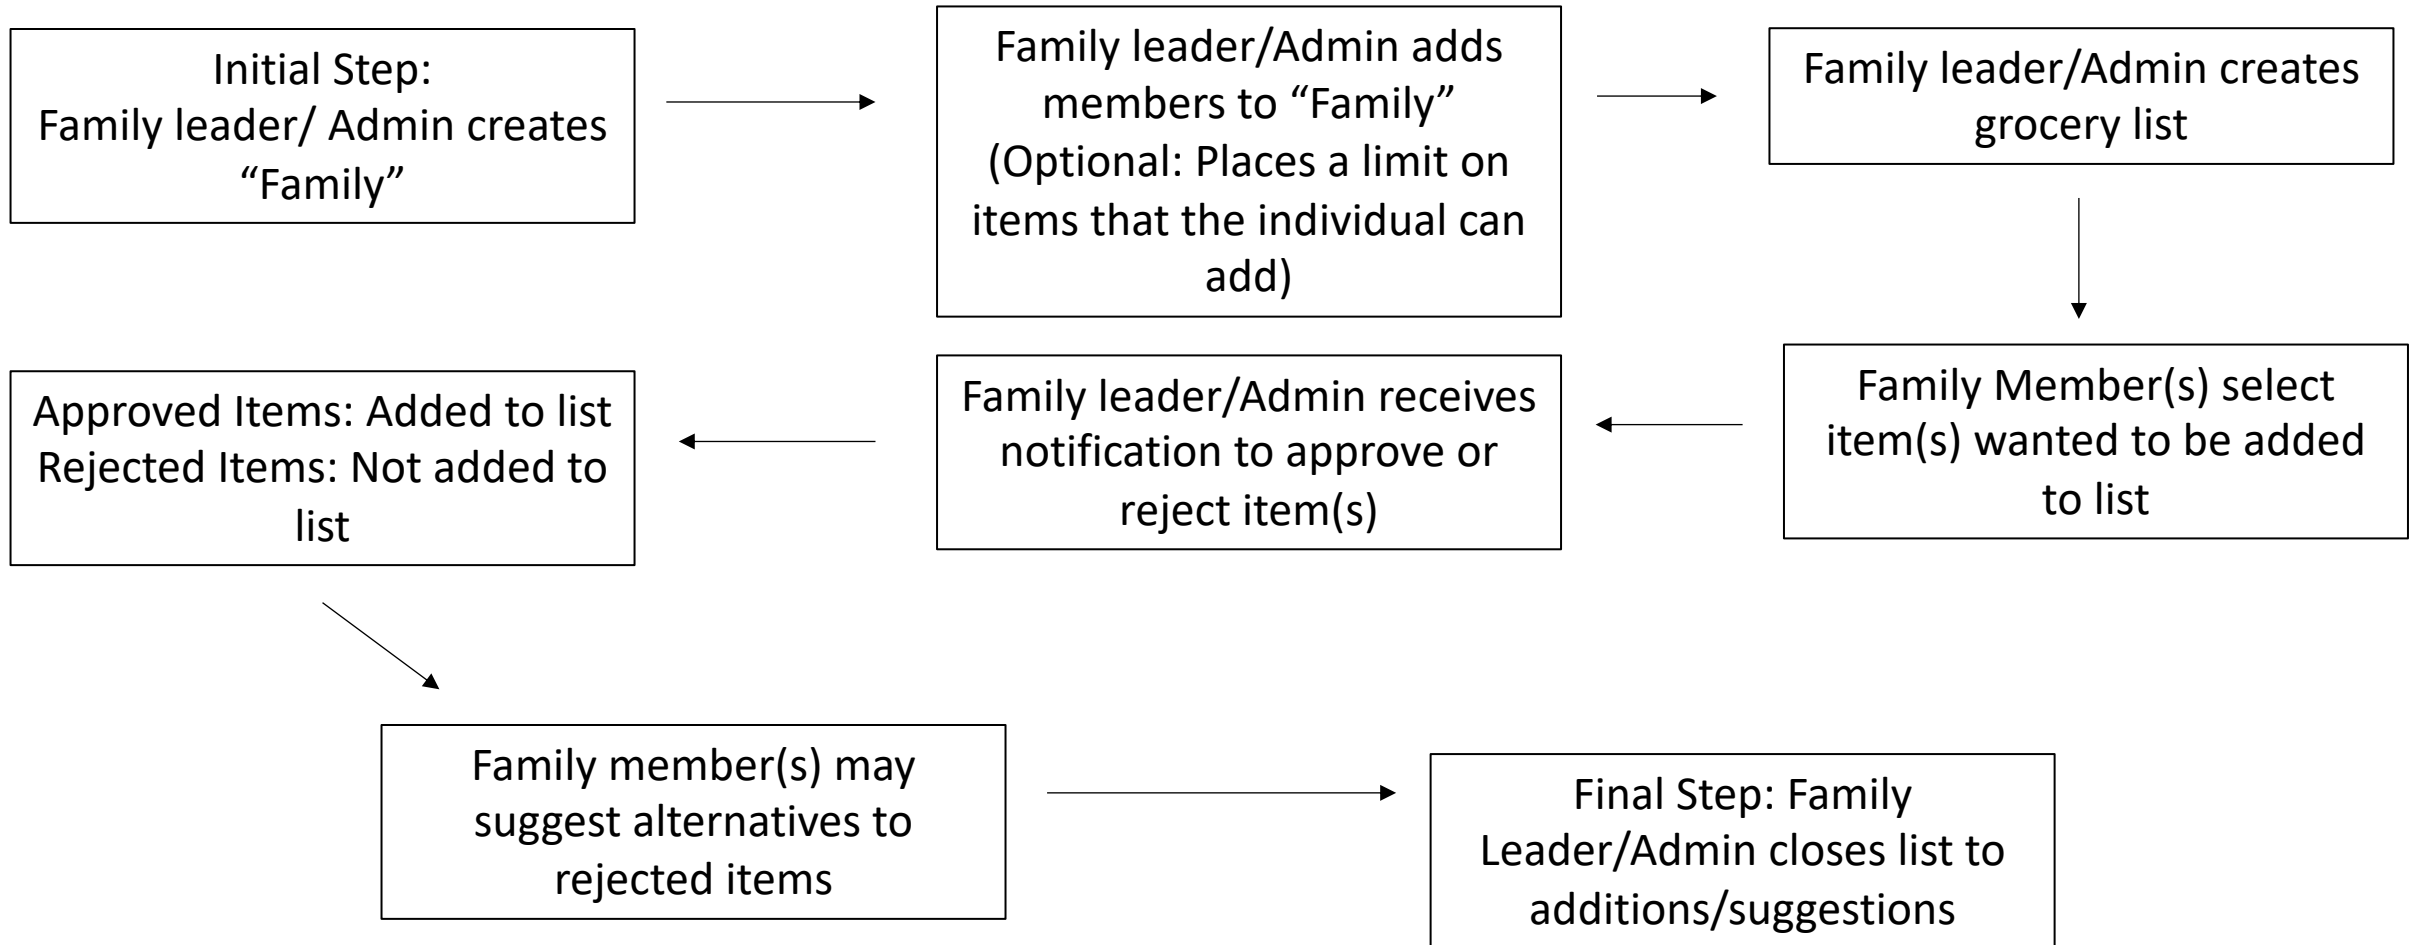 Initial Step:
Family leader/ Admin creates
“Family”
Family leader/Admin adds
members to “Family”
(Optional: Places a limit on
items that the individual can
add)
Family leader/Admin creates
grocery list
Family Member(s) select
item(s) wanted to be added
to list
Family leader/Admin receives
notification to approve or
reject item(s)
Approved Items: Added to list
Rejected Items: Not added to
list
Family member(s) may
suggest alternatives to
rejected items
Final Step: Family
Leader/Admin closes list to
additions/suggestions